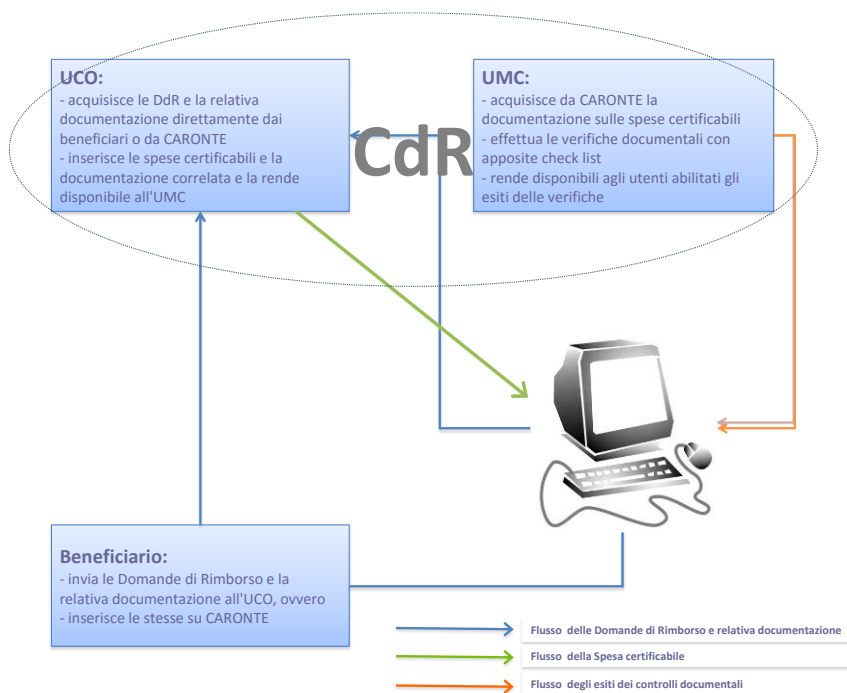 UCO:
- acquisisce le DdR e la relativa
documentazione direttamente dai
beneficiari o da CARONTE
- inserisce le spese certificabili e la
documentazione correlata e la rende
disponibile all'UMC
CdR
UMC:
- acquisisce da CARONTE la
documentazione sulle spese certificabili
- effettua le verifiche documentali con
apposite check list
- rende disponibili agli utenti abilitati gli
esiti delle verifiche
Beneficiario:
- invia le Domande di Rimborso e la
relativa documentazione all'UCO, ovvero
- inserisce le stesse su CARONTE
Flusso delle Domande di Rimborso e relativa documentazione
Flusso della Spesa certificabile
Flusso degli esiti dei controlli documentali